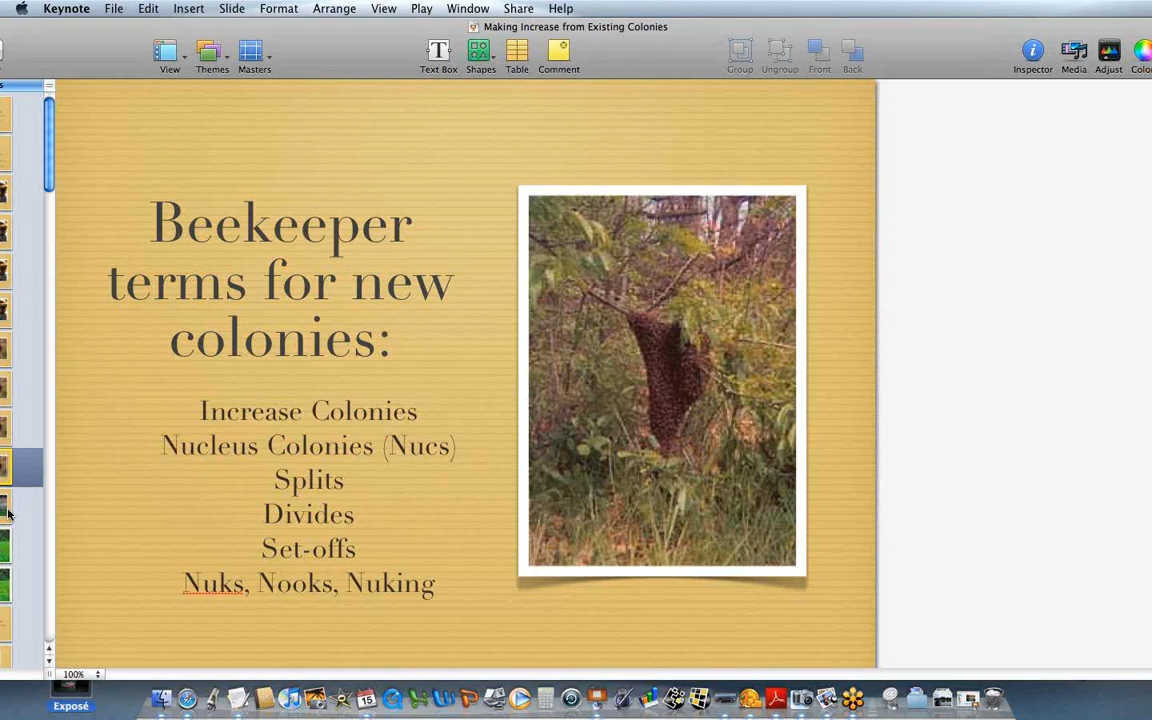 Keynote File Edit Insert Slide Format Arrange View Play Window Share Help
Making Increase from Existing Colonies
View Themes Masters Text Box Shapes Table Comment Group Ungroup Front Back Inspector Media Adjust Colo
Beekeeper
terms for new
colonies:
Increase Colonies
Nucleus Colonies (Nucs)
Splits
Divides
Set-offs
Nuks, Nooks, Nuking
100%
Exposé
15